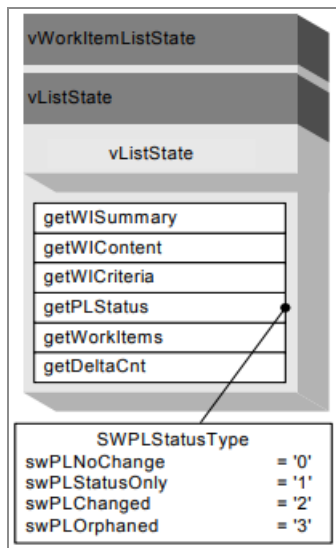 vWorkItemListState
vListState
vListState
getWISummary
getWIContent
getWICriteria
getPLStatus
getWorkItems
getDeltaCnt
SWPLStatusType
swPLNoChange = '0'
swPLStatusOnly = '1'
swPLChanged = '2'
swPLOrphaned = '3'